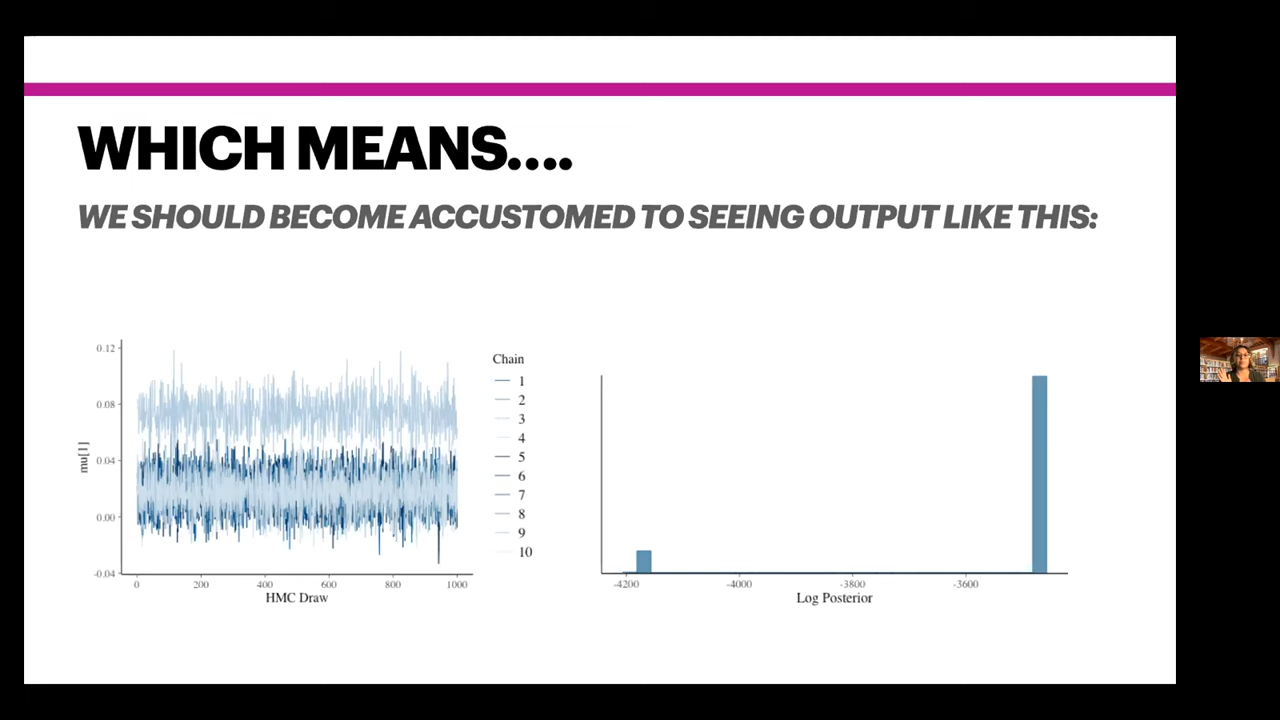 WHICH MEANS....
WE SHOULD BECOME ACCUSTOMED TO SEEING OUTPUT LIKE THIS:
0.12
0.08
0.04
0.00
-0.04
mu[1]
0 200 400 600 800 1000
HMC Draw
Chain
1
2
3
4
5
6
7
8
9
10
-4200 -4000 -3800 -3600
Log Posterior